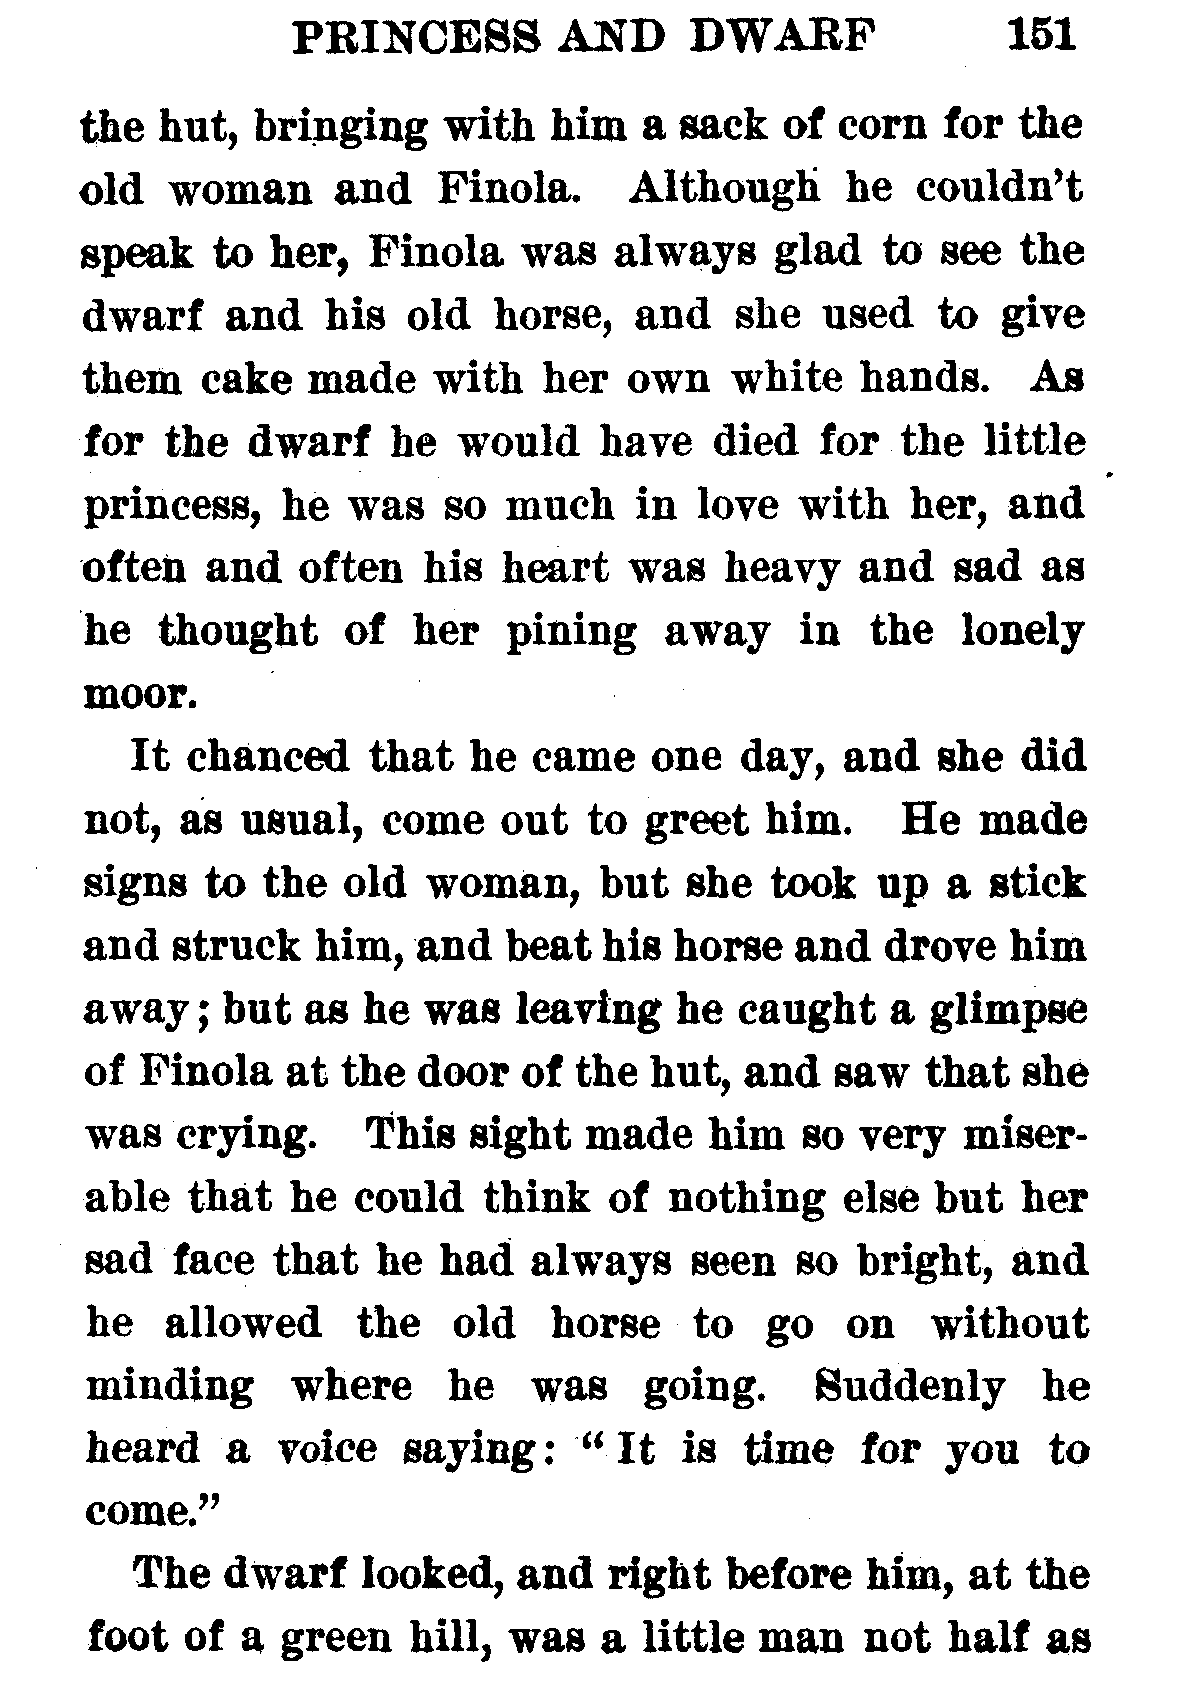 PRINCESS AND DWARF 151
the hut, bringing with him a sack of corn for the
old woman and Finola. Although he couldn't
speak to her, Finola was always glad to see the
dwarf and his old horse, and she used to give
them cake made with her own white hands. As
for the dwarf he would have died for the little
princess, he was so much in love with her, and
often and often his heart was heavy and sad as
he thought of her pining away in the lonely
moor.
It chanced that he came one day, and she did
not, as usual, come out to greet him. He made
signs to the old woman, but she took up a stick
and struck him, and beat his horse and drove him
away; but as he was leaving he caught a glimpse
of Finola at the door of the hut, and saw that she
was crying. This sight made him so very miser-
able that he could think of nothing else but her
sad face that he had always seen so bright, and
he allowed the old horse to go on without
minding where he was going. Suddenly he
heard a voice saying: "It is time for you to
come."
The dwarf looked, and right before him, at the
foot of a green hill, was a little man not half as